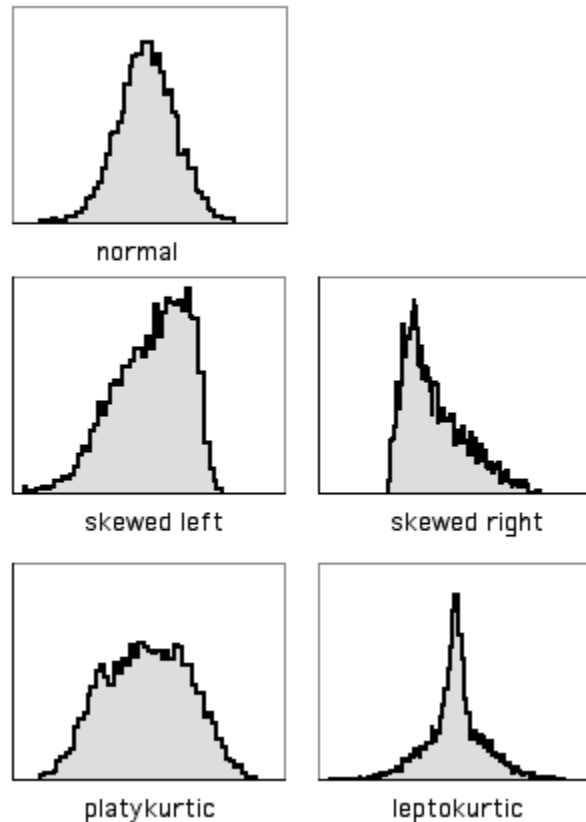 normal
skewed left
skewed right
platykurtic
leptokurtic